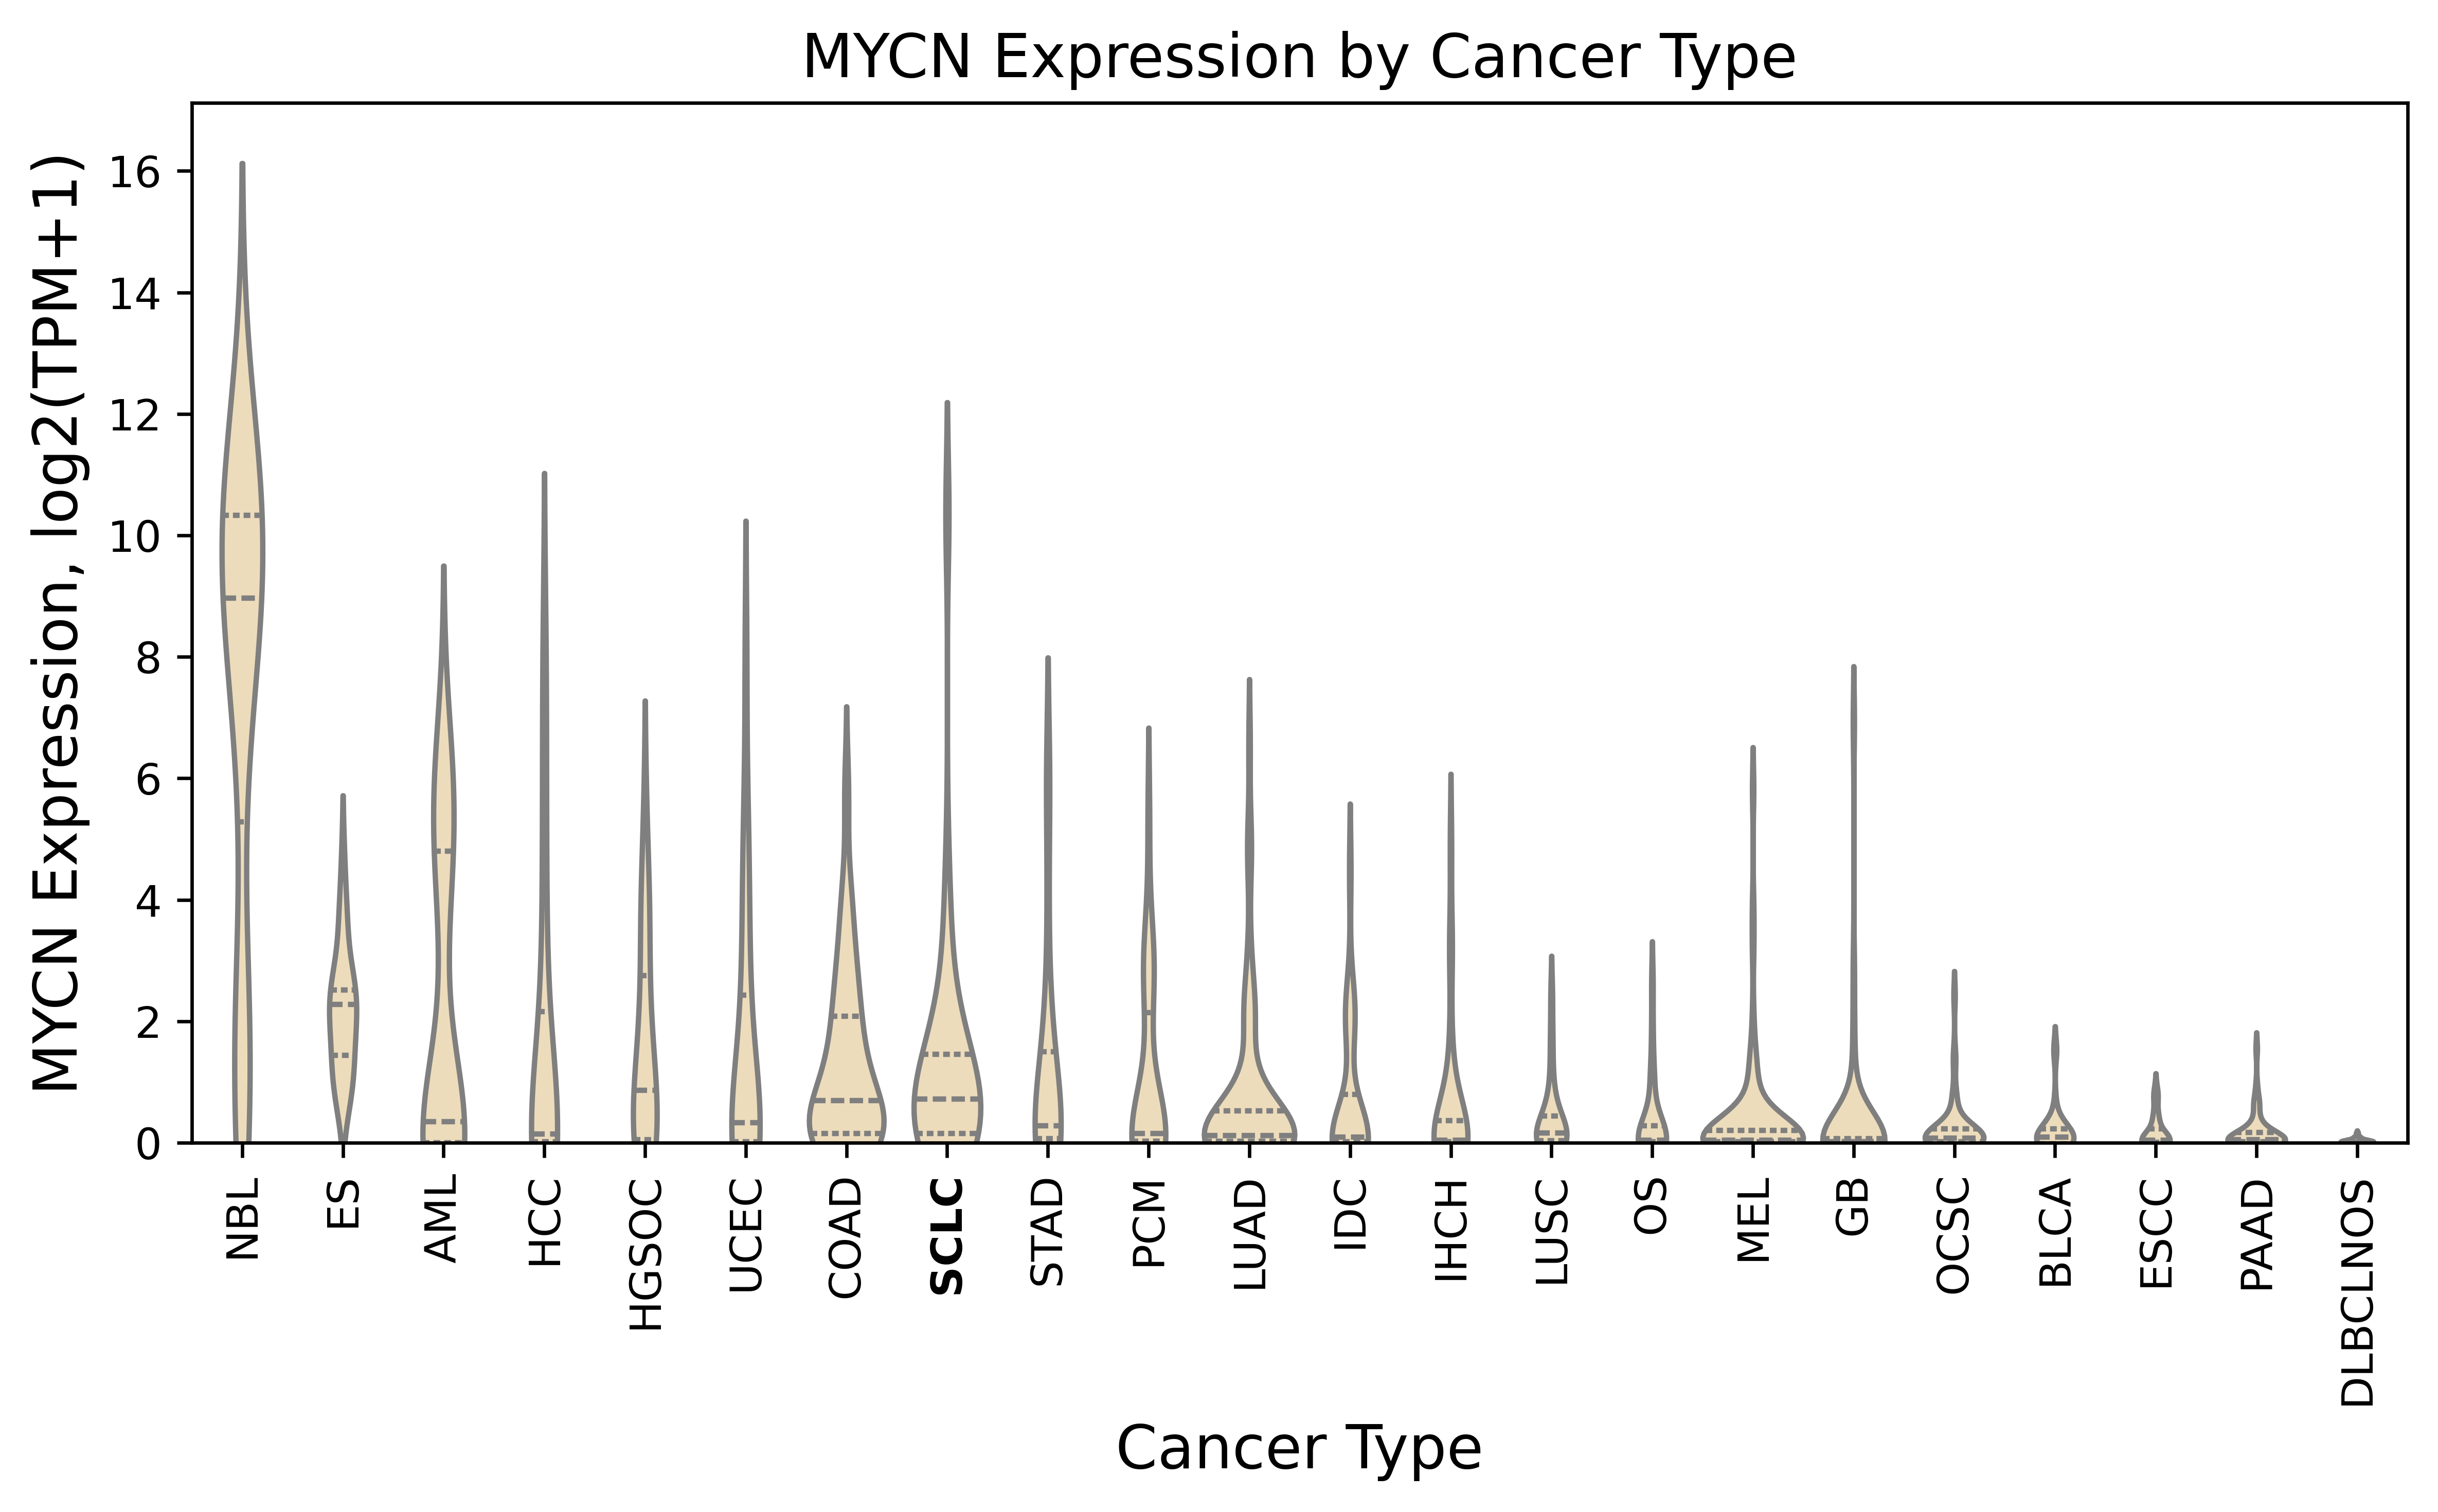 MYCN Expression by Cancer Type
MYCN Expression, log2(TPM+1)
16
14
12
10
8
6
4
2
0
NBL
ES
AML
HCC
HGSOC
UCEC
COAD
SCLC
STAD
PCM
LUAD
IDC
IHCH
LUSC
OS
MEL
GB
OCSC
BLCA
ESCC
PAAD
DLBCLNOS
Cancer Type